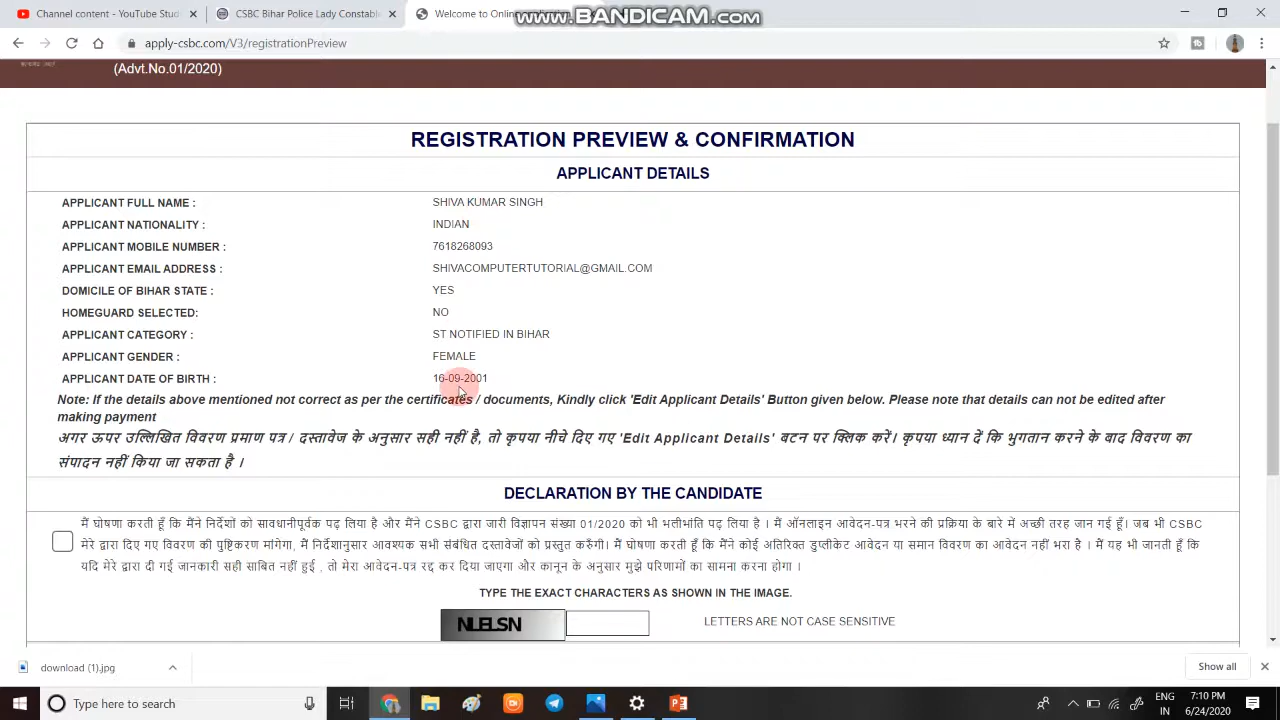 01 - YouTube Studi
CSBC Bihar Police Lady Constable
Welcome to Onlin
www.BANDICAM.com
apply-csbc.com/V3/registrationPreview
(Advt.No.01/2020)
REGISTRATION PREVIEW & CONFIRMATION
APPLICANT DETAILS
APPLICANT FULL NAME : SHIVA KUMAR SINGH
APPLICANT NATIONALITY : INDIAN
APPLICANT MOBILE NUMBER : 7618268093
APPLICANT EMAIL ADDRESS : SHIVACOMPUTERTUTORIAL@GMAIL.COM
DOMICILE OF BIHAR STATE : YES
HOMEGUARD SELECTED: NO
APPLICANT CATEGORY : ST NOTIFIED IN BIHAR
APPLICANT GENDER : FEMALE
APPLICANT DATE OF BIRTH : 16-09-2001
Note: If the details above mentioned not correct as per the certificates / documents, Kindly click 'Edit Applicant Details' Button given below. Please note that details can not be edited after
making payment
अगर ऊपर उल्लिखित विवरण प्रमाण पत्र / दस्तावेज के अनुसार सही नहीं है, तो कृपया नीचे दिए गए 'Edit Applicant Details' बटन पर क्लिक करें। कृपया ध्यान दें कि भुगतान करने के बाद विवरण का
संपादन नहीं किया जा सकता है ।
DECLARATION BY THE CANDIDATE
मैं घोषणा करती हूँ कि मैंने निर्देशों को सावधानीपूर्वक पढ़ लिया है और मैंने CSBC द्वारा जारी विज्ञापन संख्या 01/2020 को भी भलीभांति पढ़ लिया है । मैं ऑनलाइन आवेदन-पत्र भरने की प्रक्रिया के बारे में अच्छी तरह जान गई हूँ। जब भी CSBC
मेरे द्वारा दिए गए विवरण की पुष्टिकरण मांगेगा, मैं निर्देशानुसार आवश्यक सभी संबंधित दस्तावेजों को प्रस्तुत करुँगी। मैं घोषणा करती हूँ कि मैंने कोई अतिरिक्त डुप्लीकेट आवेदन या समान विवरण का आवेदन नहीं भरा है । मैं यह भी जानती हूँ कि
यदि मेरे द्वारा दी गई जानकारी सही साबित नहीं हुई , तो मेरा आवेदन-पत्र रद्द कर दिया जाएगा और कानून के अनुसार मुझे परिणामों का सामना करना होगा ।
TYPE THE EXACT CHARACTERS AS SHOWN IN THE IMAGE.
NLELSN
LETTERS ARE NOT CASE SENSITIVE
download (1).jpg
Show all
Type here to search
ENG 7:10 PM
IN 6/24/2020